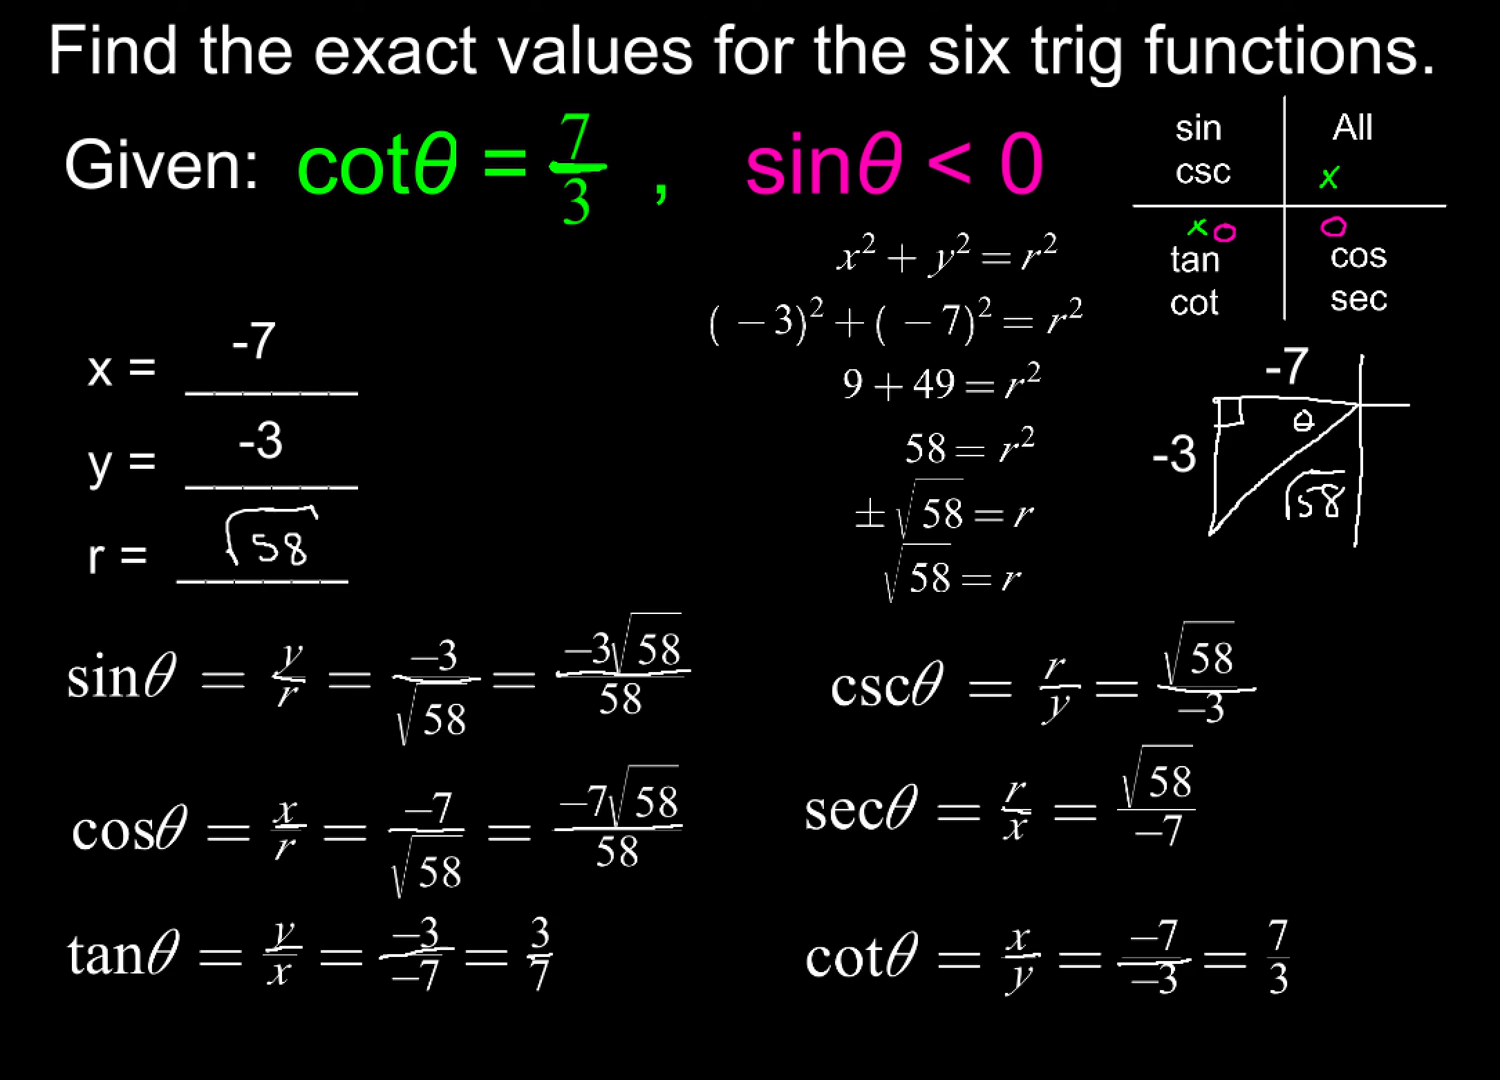 Find the exact values for the six trig functions.
Given: cotθ = 7/3 , sinθ < 0
sin All
csc x
x o o
tan cos
cot sec
x² + y² = r²
(−3)² + (−7)² = r²
9 + 49 = r²
58 = r²
±√58 = r
√58 = r
x = -7
y = -3
r = √58
-7
-3
θ
√58
sinθ = y/r = −3/√58 = −3√58/58
cscθ = r/y = √58/−3
cosθ = x/r = −7/√58 = −7√58/58
secθ = r/x = √58/−7
tanθ = y/x = −3/−7 = 3/7
cotθ = x/y = −7/−3 = 7/3